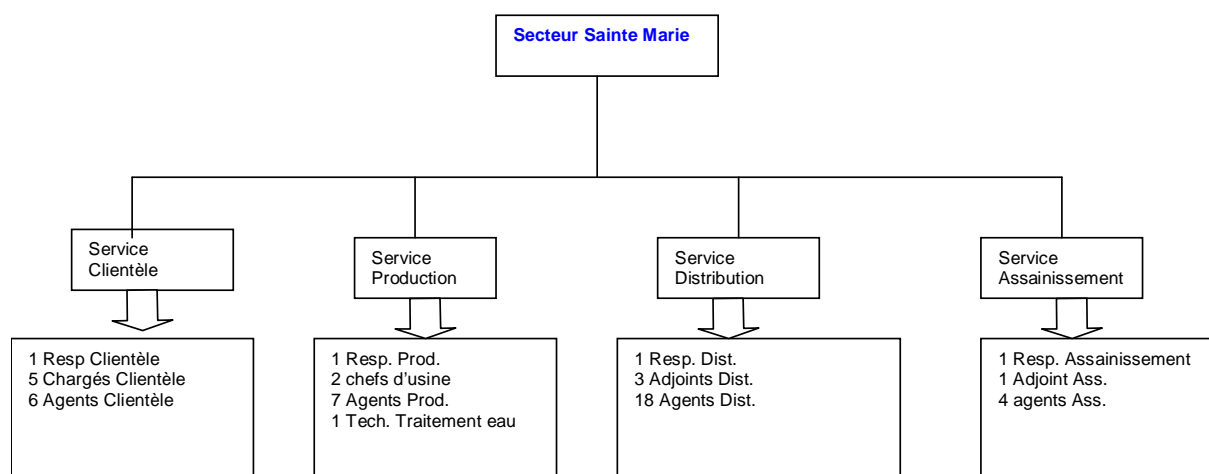 Secteur Sainte Marie
Service
Clientèle
Service
Production
Service
Distribution
Service
Assainissement
1 Resp Clientèle
5 Chargés Clientèle
6 Agents Clientèle
1 Resp. Prod.
2 chefs d'usine
7 Agents Prod.
1 Tech. Traitement eau
1 Resp. Dist.
3 Adjoints Dist.
18 Agents Dist.
1 Resp. Assainissement
1 Adjoint Ass.
4 agents Ass.